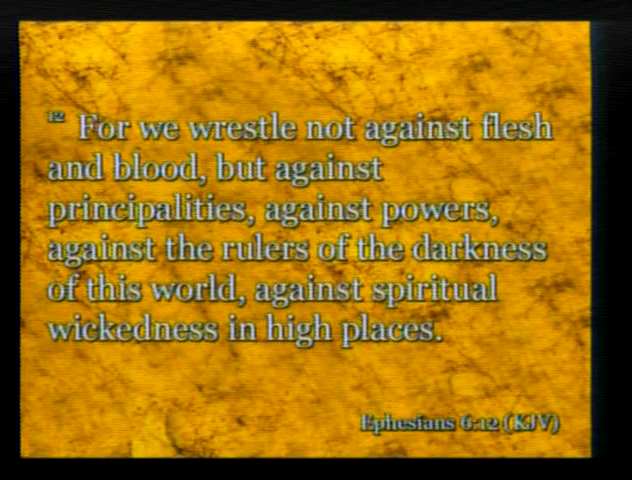 12 For we wrestle not against flesh
and blood, but against
principalities, against powers,
against the rulers of the darkness
of this world, against spiritual
wickedness in high places.
Ephesians 6:12 (KJV)